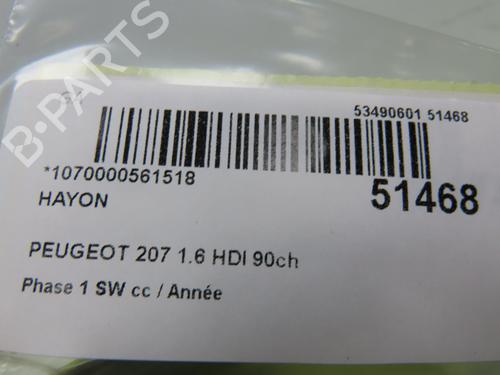 53490601 51468
*1070000561518
51468
HAYON
PEUGEOT 207 1.6 HDI 90ch
Phase 1 SW cc / Année
B-PARTS